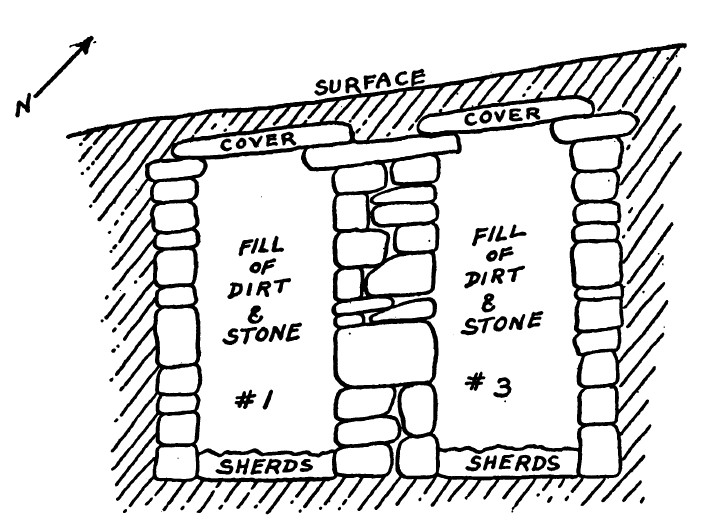 N
SURFACE
COVER
COVER
FILL
OF
DIRT
&
STONE
#1
SHERDS
FILL
OF
DIRT
&
STONE
#3
SHERDS